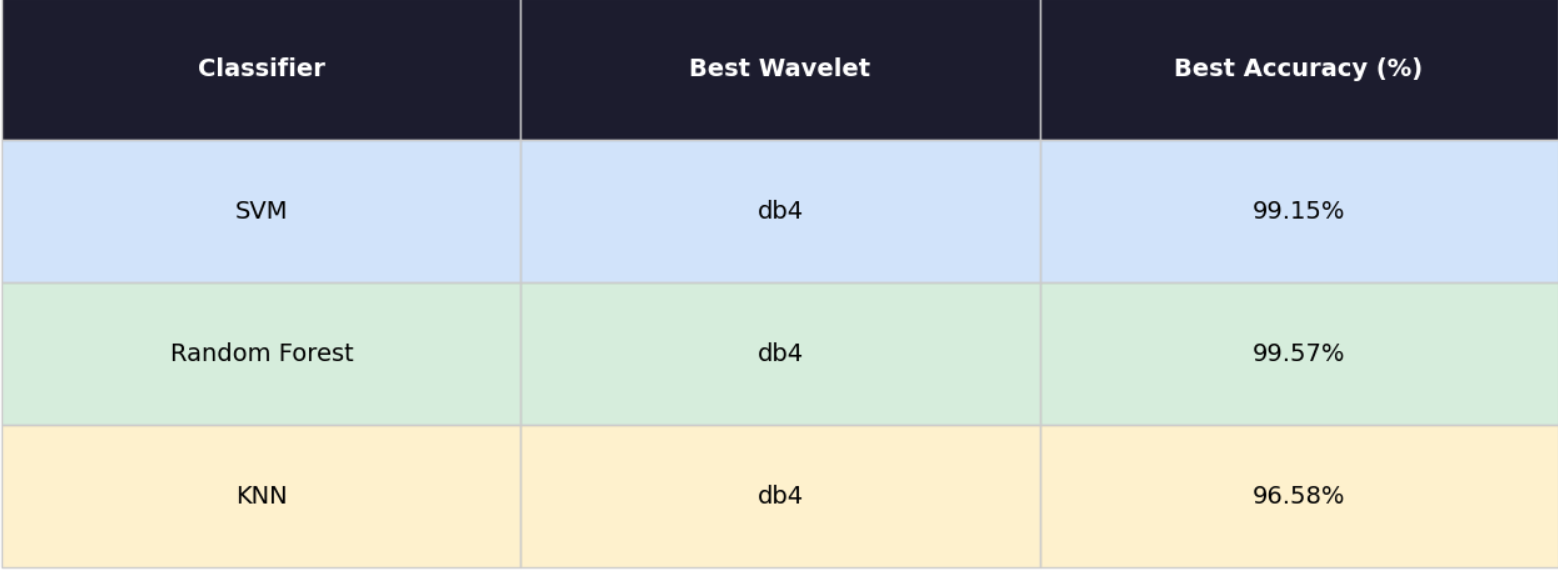 Classifier Best Wavelet Best Accuracy (%)
SVM db4 99.15%
Random Forest db4 99.57%
KNN db4 96.58%